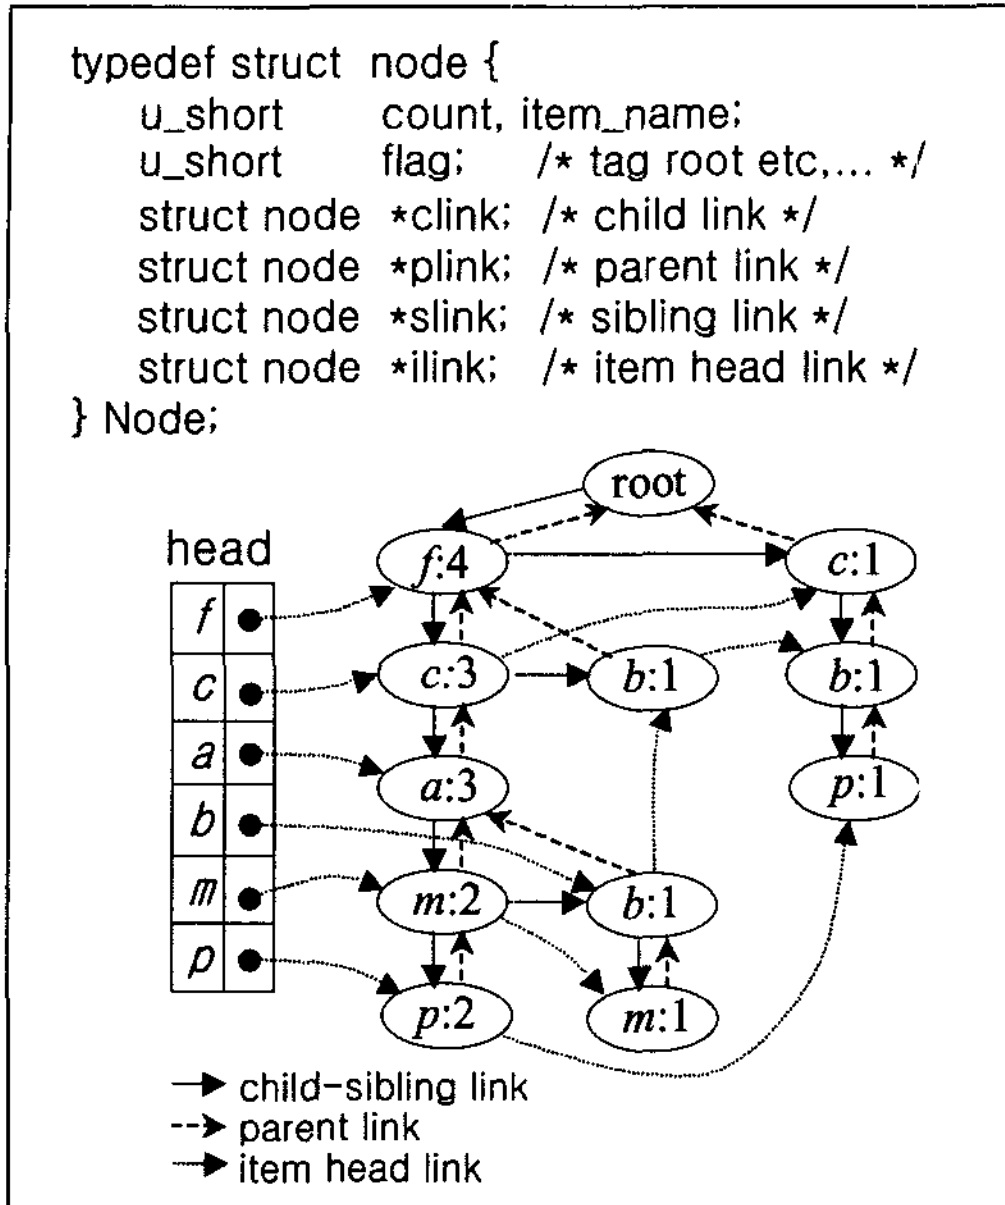 typedef struct node {
u_short count, item_name;
u_short flag; /* tag root etc,... */
struct node *clink; /* child link */
struct node *plink; /* parent link */
struct node *slink; /* sibling link */
struct node *ilink; /* item head link */
} Node;
root
head
f:4
c:1
f
c
c:3
b:1
b:1
a
a:3
p:1
b
m
m:2
b:1
p
p:2
m:1
child-sibling link
parent link
item head link